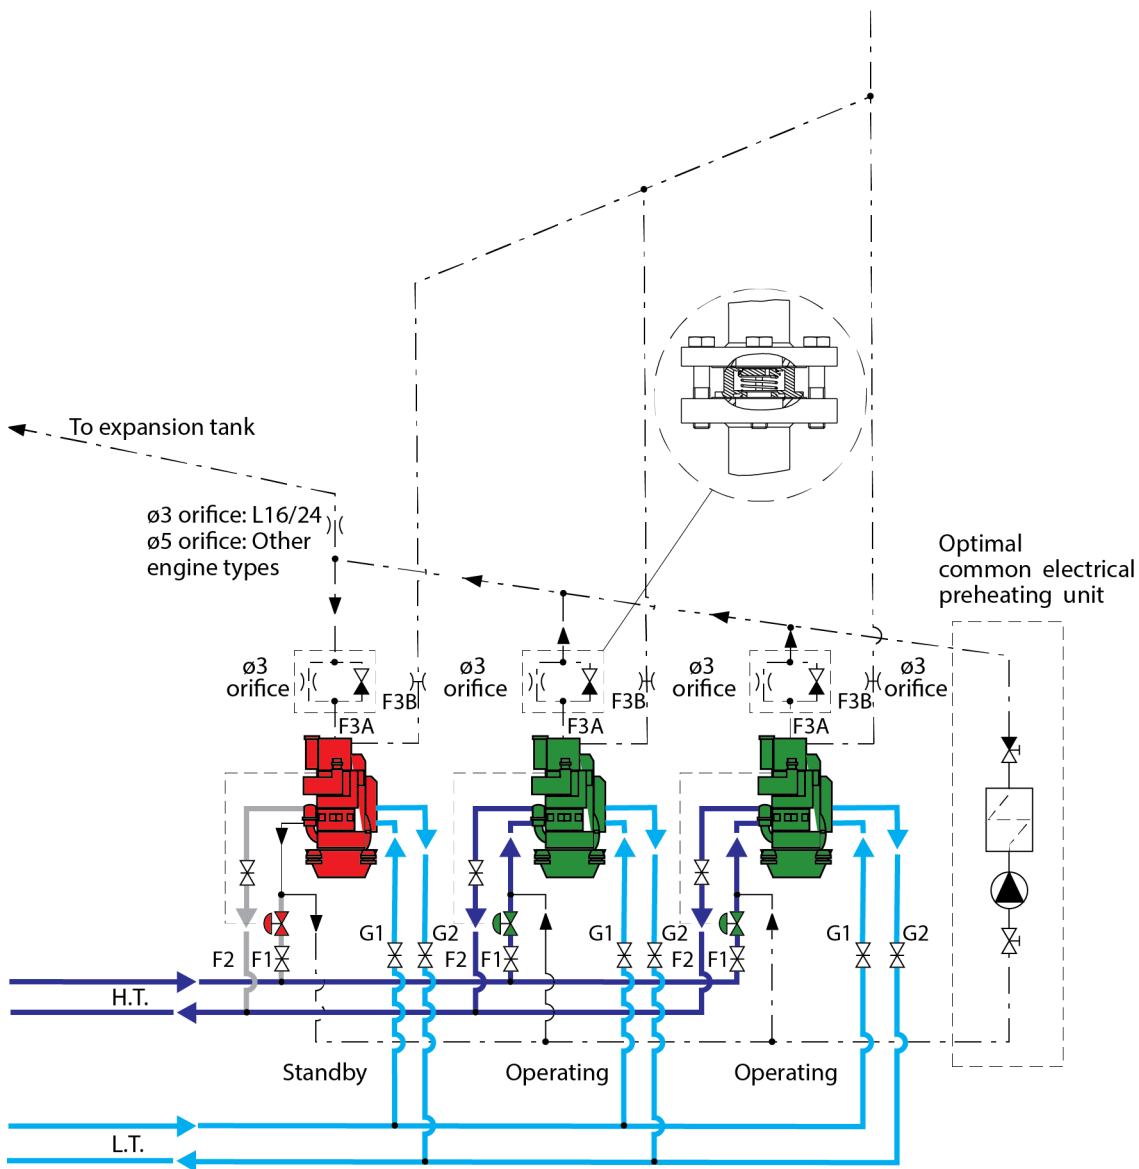 To expansion tank
ø3 orifice: L16/24
ø5 orifice: Other
engine types
Optimal
common electrical
preheating unit
ø3
orifice
F3B
F3A
ø3
orifice
F3B
F3A
ø3
orifice
F3B
F3A
ø3
orifice
G1
G2
G1
G2
G1
G2
F2
F1
F2
F1
F2
F1
H.T.
Standby
Operating
Operating
L.T.